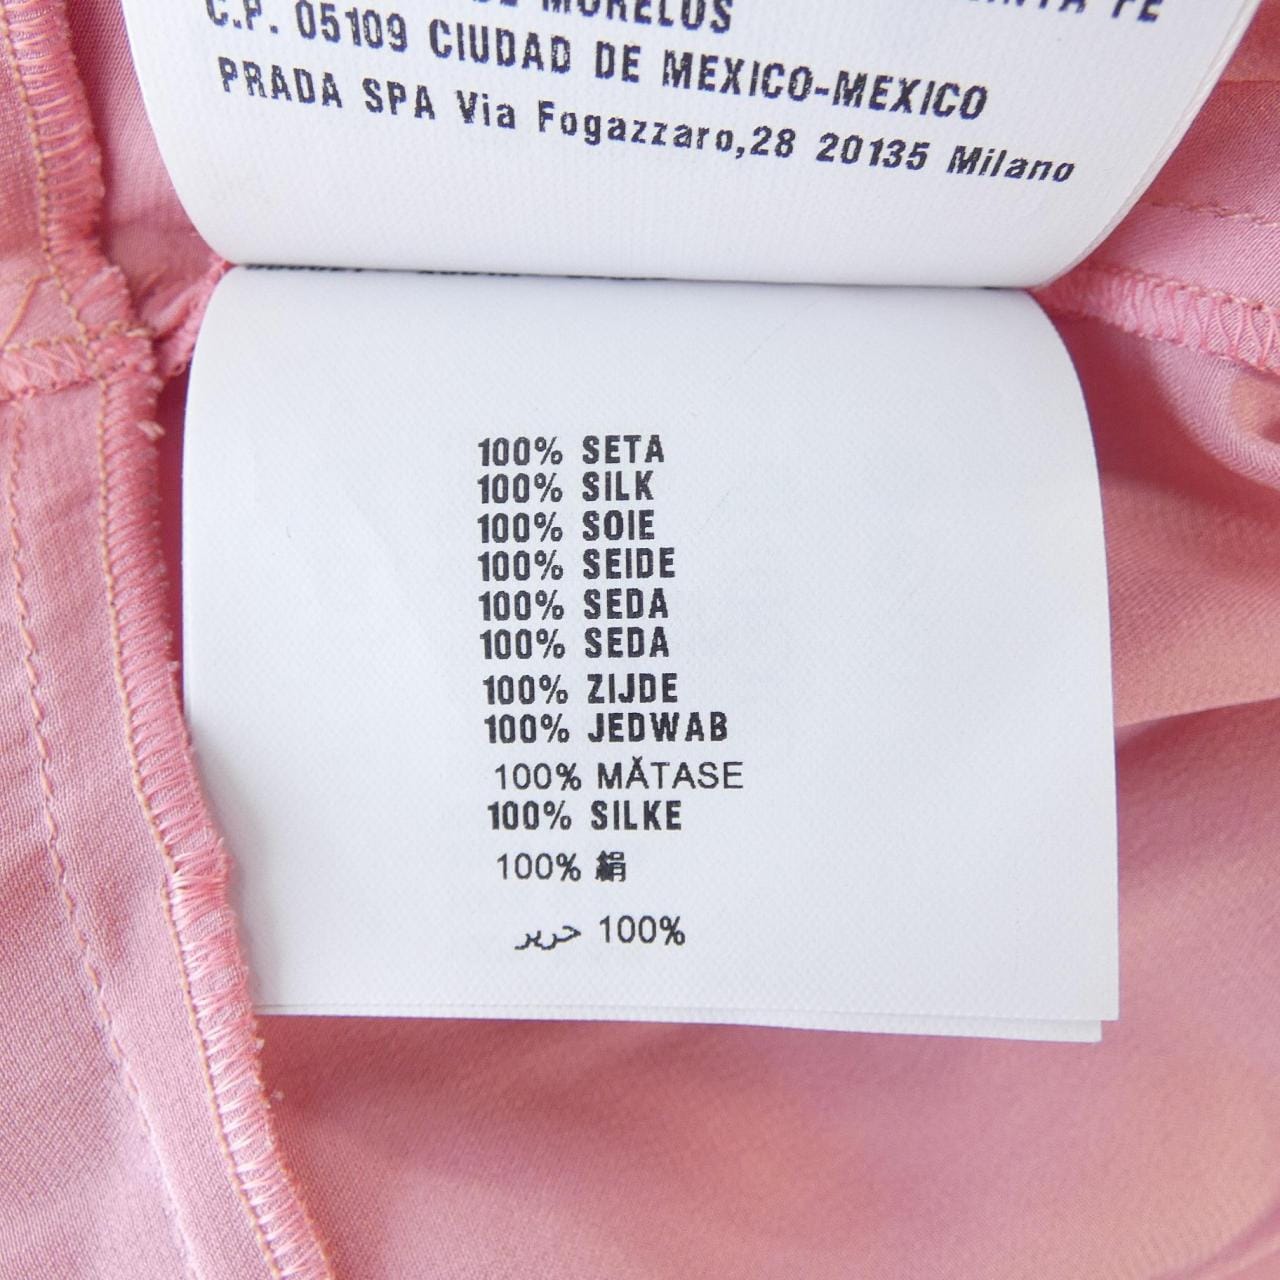 MORELOS
C.P. 05109 CIUDAD DE MEXICO-MEXICO
PRADA SPA Via Fogazzaro,28 20135 Milano
100% SETA
100% SILK
100% SOIE
100% SEIDE
100% SEDA
100% SEDA
100% ZIJDE
100% JEDWAB
100% MĂTASE
100% SILKE
100% 絹
حرير 100%